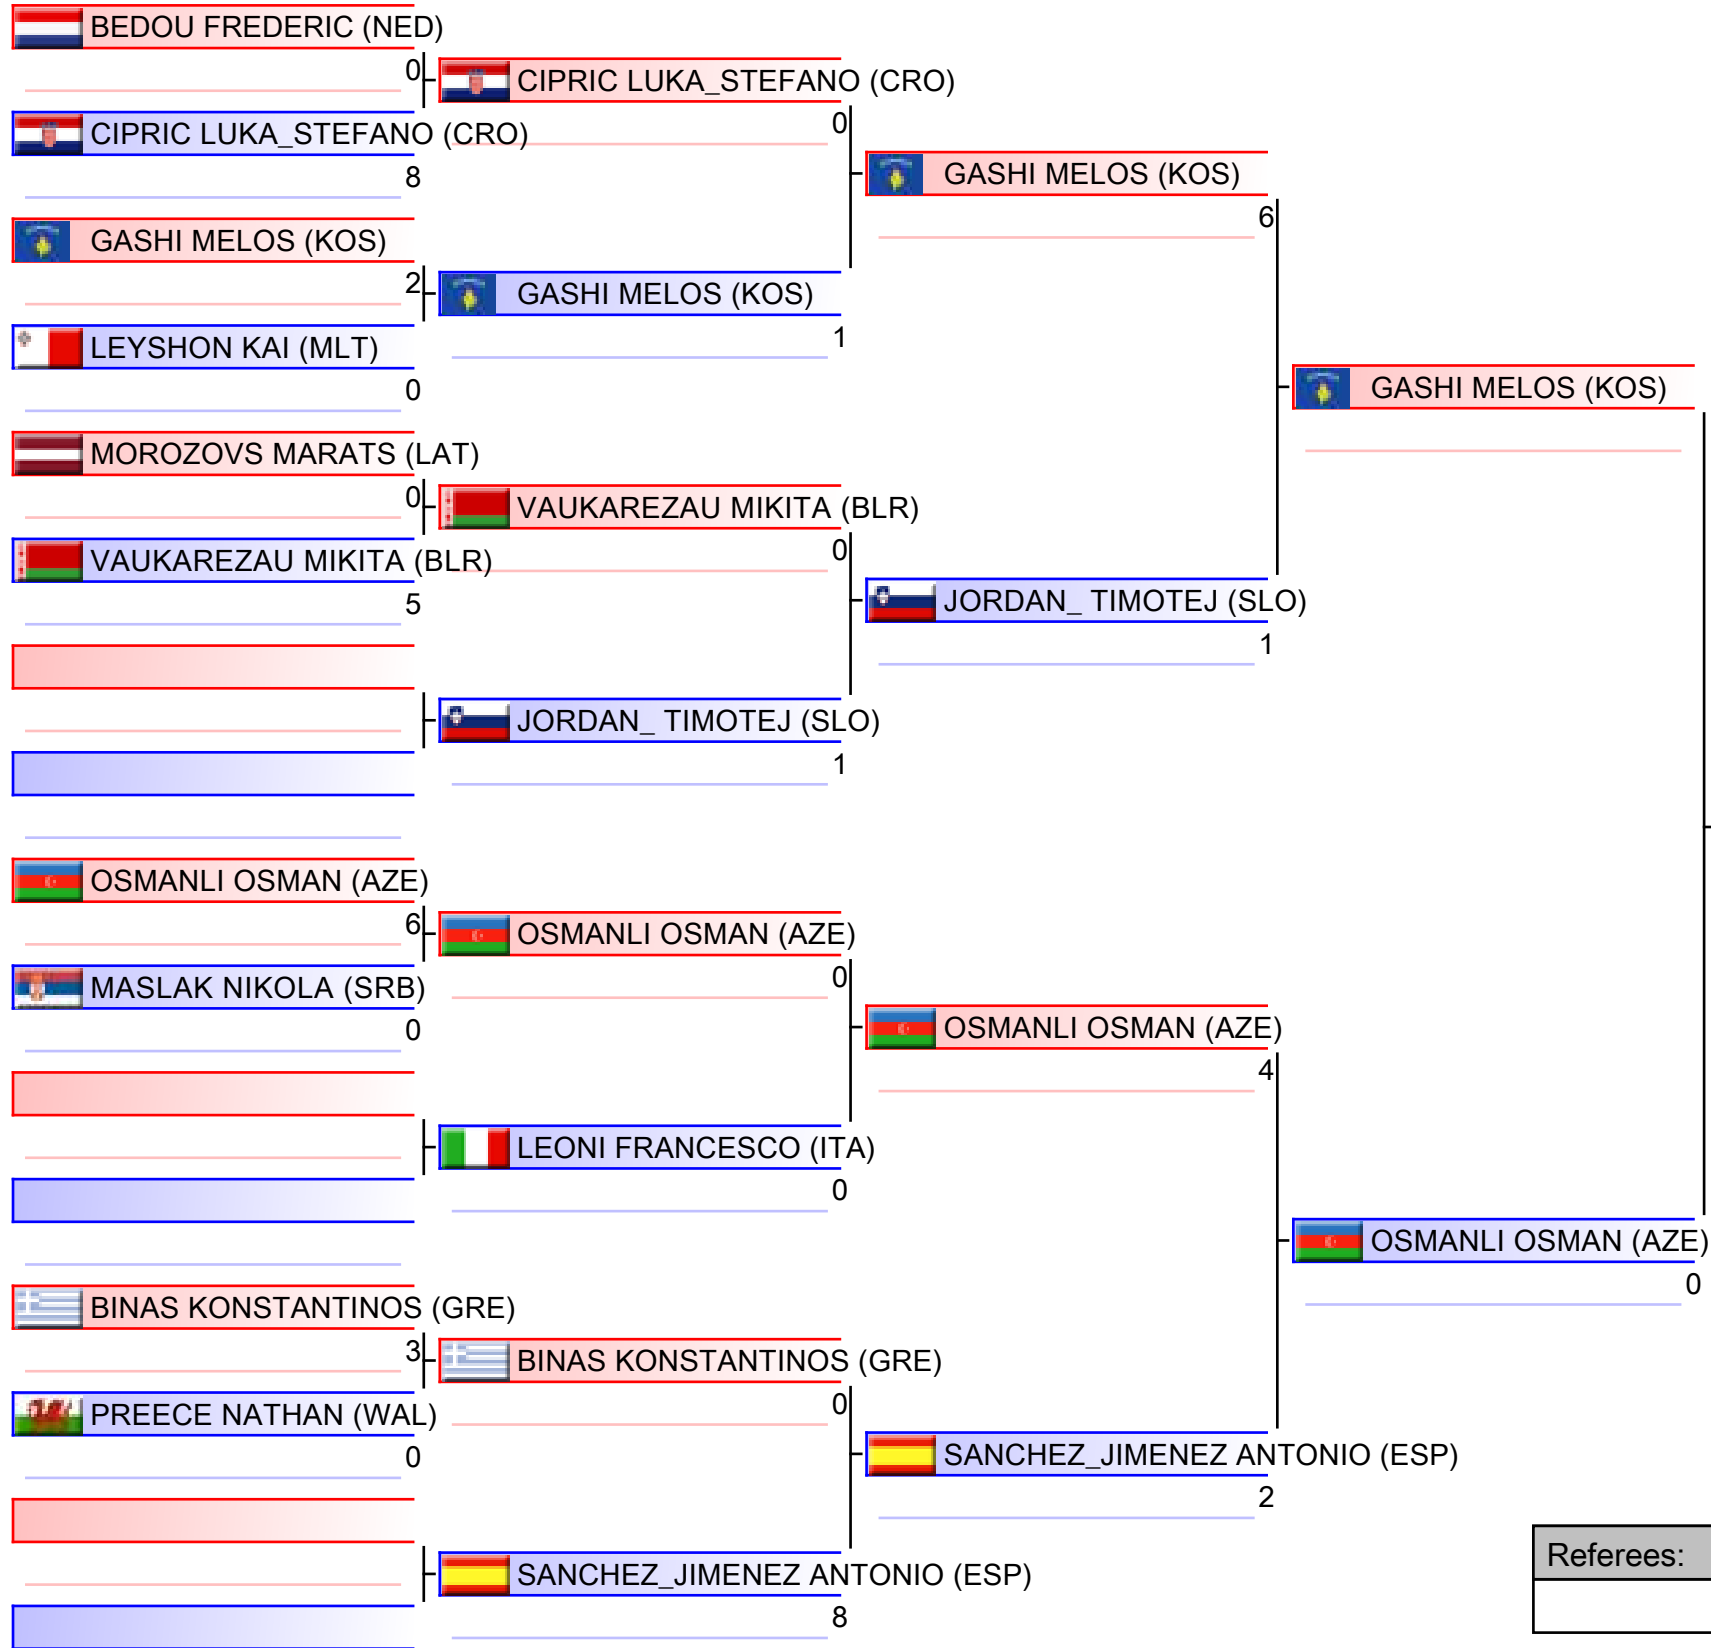 BEDOU FREDERIC (NED)
0
CIPRIC LUKA_STEFANO (CRO)
8
GASHI MELOS (KOS)
2
LEYSHON KAI (MLT)
0
MOROZOVS MARATS (LAT)
0
VAUKAREZAU MIKITA (BLR)
5
OSMANLI OSMAN (AZE)
6
MASLAK NIKOLA (SRB)
0
BINAS KONSTANTINOS (GRE)
3
PREECE NATHAN (WAL)
0
CIPRIC LUKA_STEFANO (CRO)
0
GASHI MELOS (KOS)
1
VAUKAREZAU MIKITA (BLR)
0
JORDAN_ TIMOTEJ (SLO)
1
OSMANLI OSMAN (AZE)
0
LEONI FRANCESCO (ITA)
0
BINAS KONSTANTINOS (GRE)
0
SANCHEZ_JIMENEZ ANTONIO (ESP)
8
GASHI MELOS (KOS)
6
JORDAN_ TIMOTEJ (SLO)
1
OSMANLI OSMAN (AZE)
4
SANCHEZ_JIMENEZ ANTONIO (ESP)
2
GASHI MELOS (KOS)
OSMANLI OSMAN (AZE)
0
Referees: